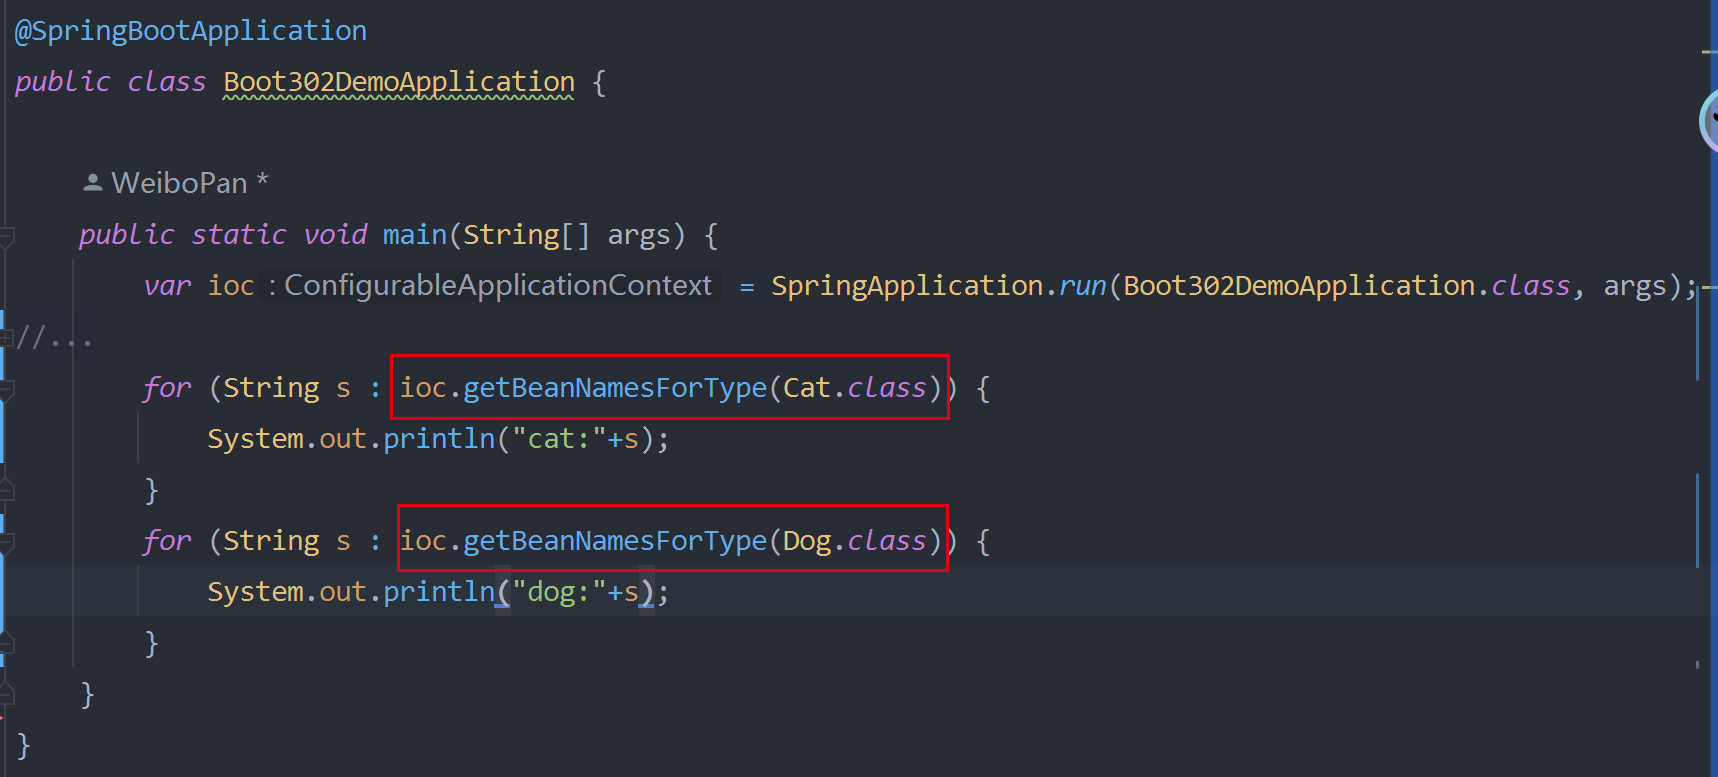 @SpringBootApplication
public class Boot302DemoApplication {
WeiboPan *
public static void main(String[] args) {
var ioc : ConfigurableApplicationContext = SpringApplication.run(Boot302DemoApplication.class, args);
//...
for (String s : ioc.getBeanNamesForType(Cat.class)) {
System.out.println("cat:"+s);
}
for (String s : ioc.getBeanNamesForType(Dog.class)) {
System.out.println("dog:"+s);
}
}
}